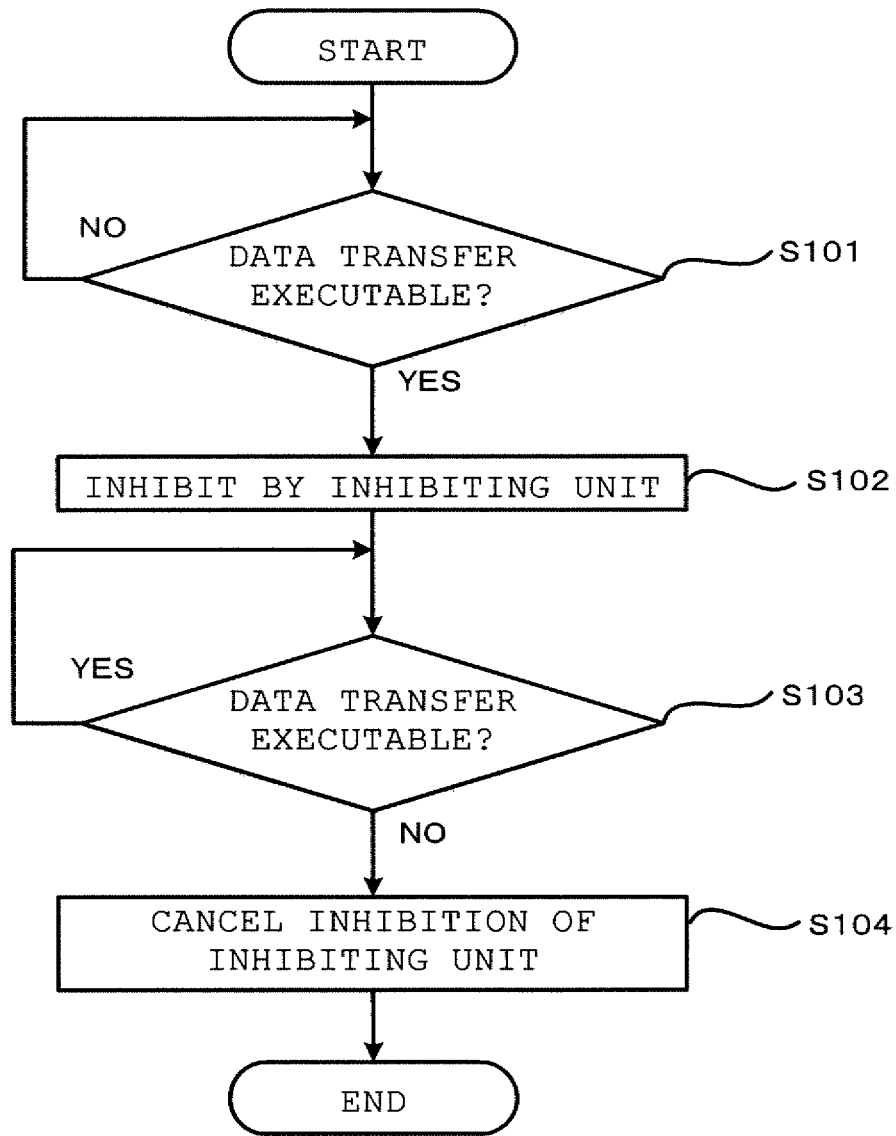 START
NO
DATA TRANSFER
EXECUTABLE?
S101
YES
INHIBIT BY INHIBITING UNIT
S102
YES
DATA TRANSFER
EXECUTABLE?
S103
NO
CANCEL INHIBITION OF
INHIBITING UNIT
S104
END